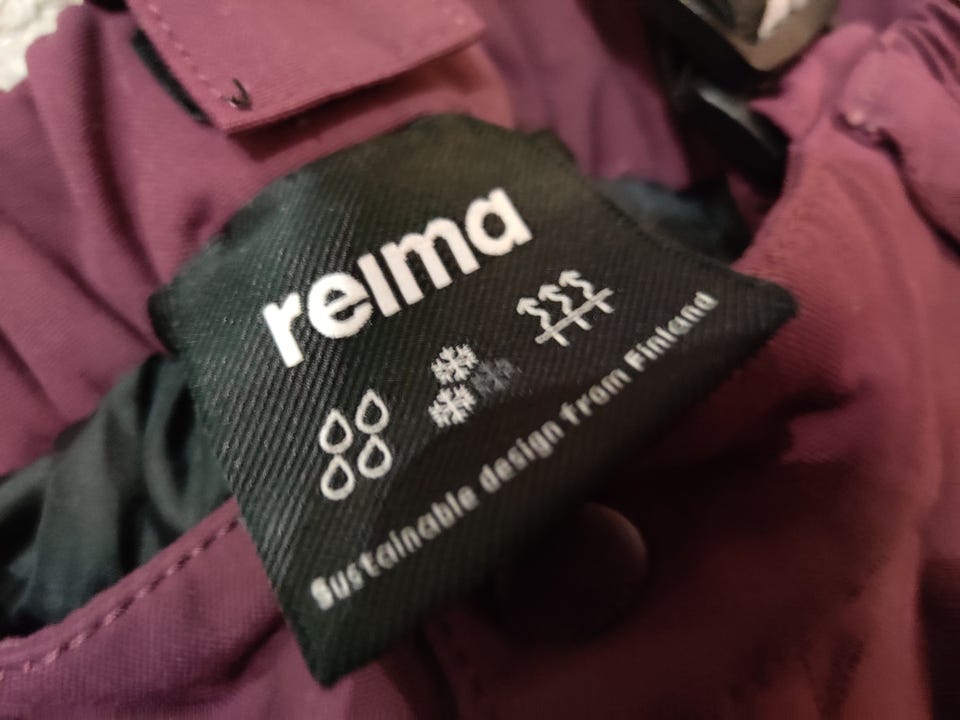 reima
Sustainable design from Finland